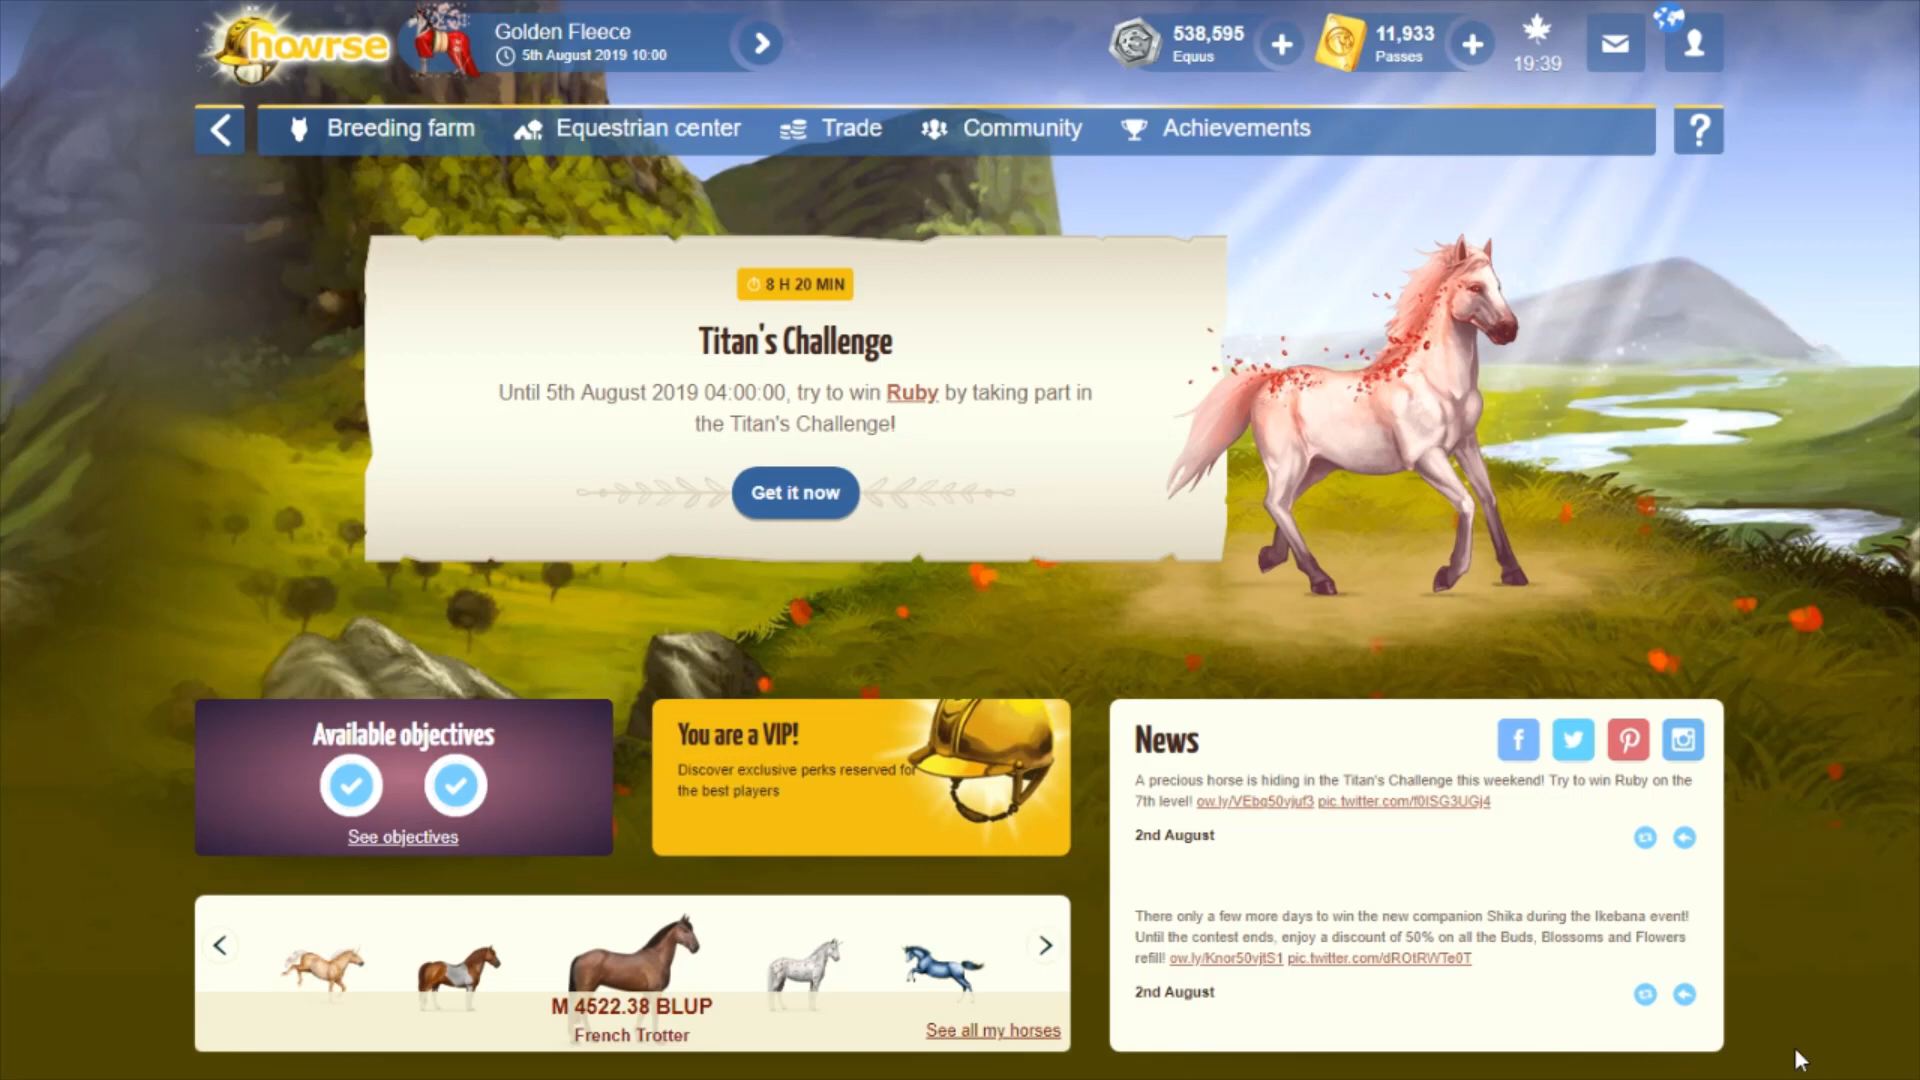 howrse
Golden Fleece
5th August 2019 10:00
538,595
Equus
11,933
Passes
19:39
Breeding farm
Equestrian center
Trade
Community
Achievements
?
8 H 20 MIN
Titan's Challenge
Until 5th August 2019 04:00:00, try to win Ruby by taking part in
the Titan's Challenge!
Get it now
Available objectives
See objectives
You are a VIP!
Discover exclusive perks reserved for
the best players
News
A precious horse is hiding in the Titan's Challenge this weekend! Try to win Ruby on the
7th level! ow.ly/VEbq50vjuf3 pic.twitter.com/f0ISG3UGj4
2nd August
There only a few more days to win the new companion Shika during the Ikebana event!
Until the contest ends, enjoy a discount of 50% on all the Buds, Blossoms and Flowers
refill! ow.ly/Knor50vjtS1 pic.twitter.com/dROtRWTe0T
2nd August
M 4522.38 BLUP
French Trotter
See all my horses